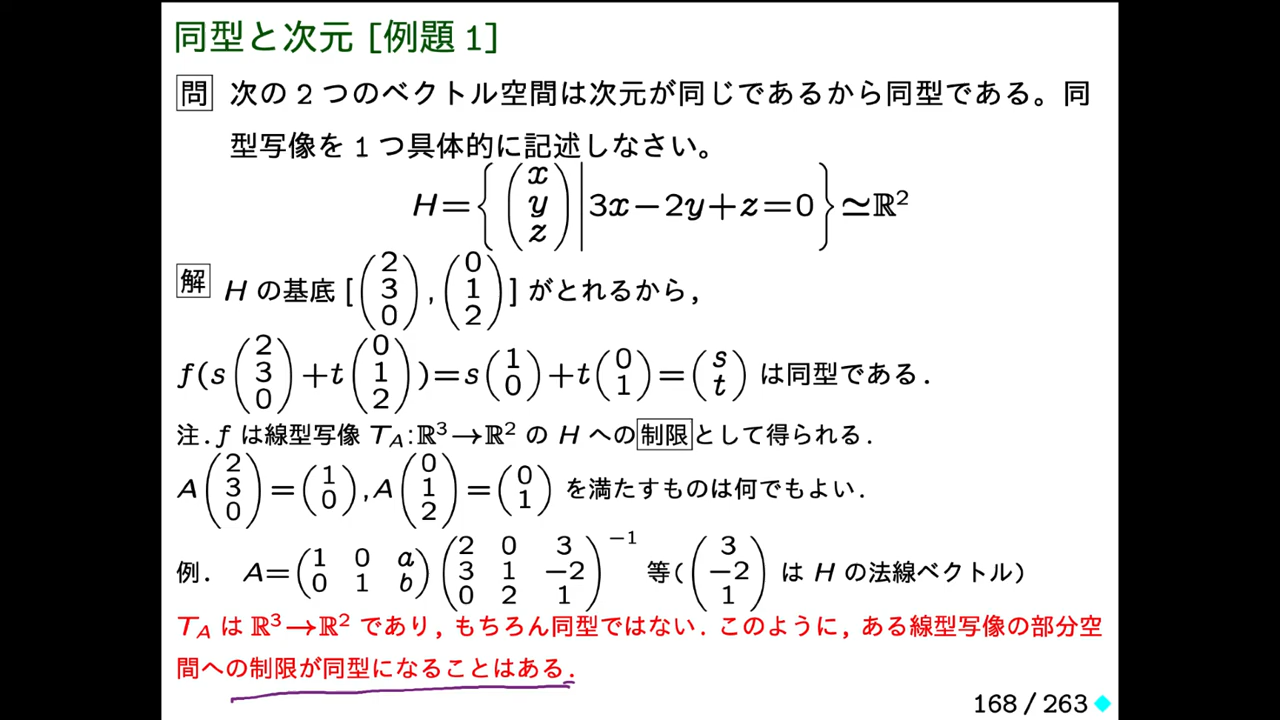 同型と次元 [例題 1]
問 次の 2 つのベクトル空間は次元が同じであるから同型である。同
型写像を 1 つ具体的に記述しなさい。
H={(x y z)|3x−2y+z=0}≃ℝ²
解 H の基底 [(2 3 0),(0 1 2)] がとれるから,
f(s(2 3 0)+t(0 1 2))=s(1 0)+t(0 1)=(s t) は同型である.
注. f は線型写像 T_A:ℝ³→ℝ² の H への制限として得られる.
A(2 3 0)=(1 0),A(0 1 2)=(0 1) を満たすものは何でもよい.
例. A=(1 0 a 0 1 b)(2 0 3 3 1 −2 0 2 1)⁻¹ 等((3 −2 1) は H の法線ベクトル)
T_A は ℝ³→ℝ² であり, もちろん同型ではない. このように, ある線型写像の部分空
間への制限が同型になることはある.
168 / 263